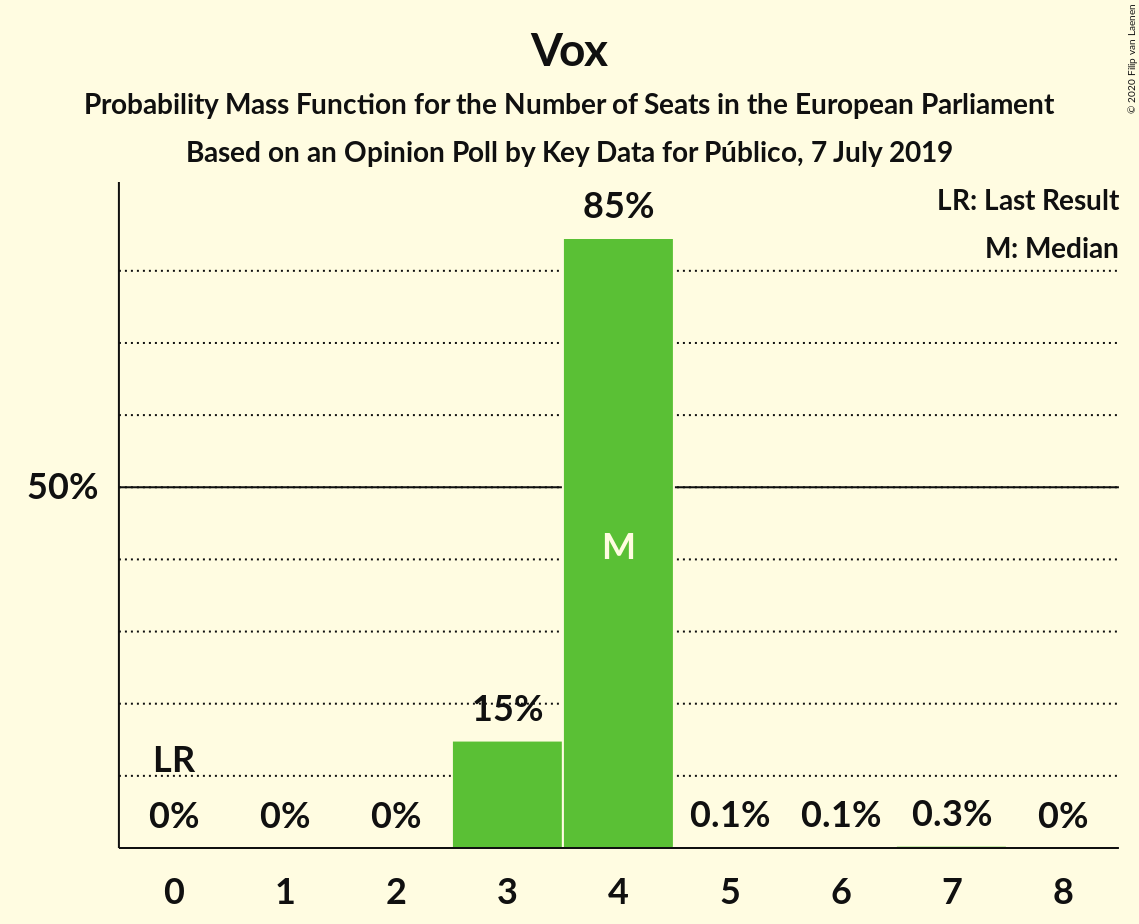 Vox
Probability Mass Function for the Number of Seats in the European Parliament
Based on an Opinion Poll by Key Data for Público, 7 July 2019
© 2020 Filip van Laenen
LR: Last Result
M: Median
85%
50%
M
15%
LR
0% 0% 0% 0.1% 0.1% 0.3% 0%
0 1 2 3 4 5 6 7 8